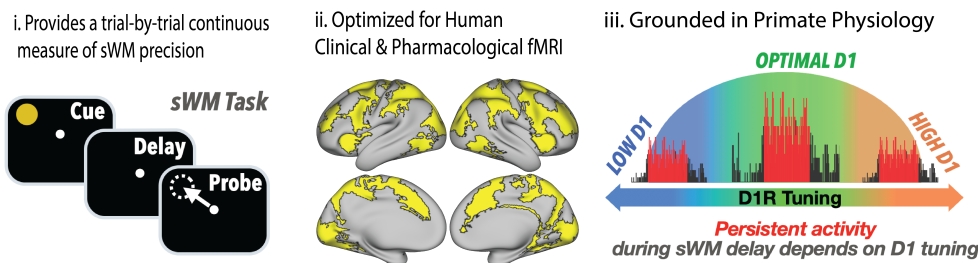 i. Provides a trial-by-trial continuous
measure of sWM precision
sWM Task
Cue
Delay
Probe
ii. Optimized for Human
Clinical & Pharmacological fMRI
iii. Grounded in Primate Physiology
OPTIMAL D1
LOW D1
HIGH D1
D1R Tuning
Persistent activity
during sWM delay depends on D1 tuning